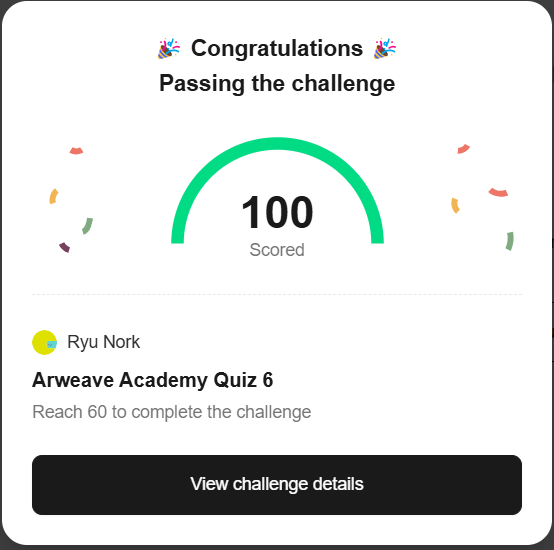 🎉 Congratulations 🎉
Passing the challenge
100
Scored
Ryu Nork
Arweave Academy Quiz 6
Reach 60 to complete the challenge
View challenge details